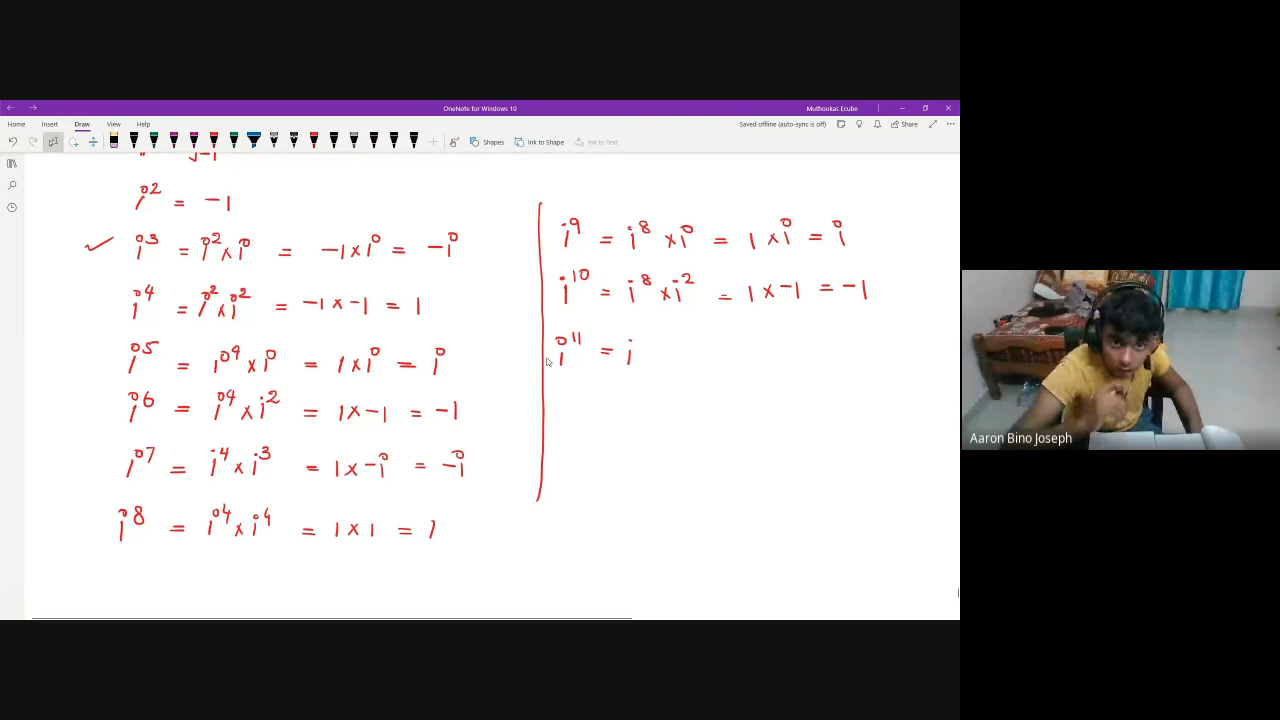 OneNote for Windows 10
Muthookas Ecube
Home Insert Draw View Help
Saved offline (auto-sync is off) Share
Shapes Ink to Shape Ink to Text
√-1
i² = -1
i³ = i² × i = -1 × i = -i
i⁴ = i² × i² = -1 × -1 = 1
i⁵ = i⁴ × i = 1 × i = i
i⁶ = i⁴ × i² = 1 × -1 = -1
i⁷ = i⁴ × i³ = 1 × -i = -i
i⁸ = i⁴ × i⁴ = 1 × 1 = 1
i⁹ = i⁸ × i = 1 × i = i
i¹⁰ = i⁸ × i² = 1 × -1 = -1
i¹¹ = i
Aaron Bino Joseph